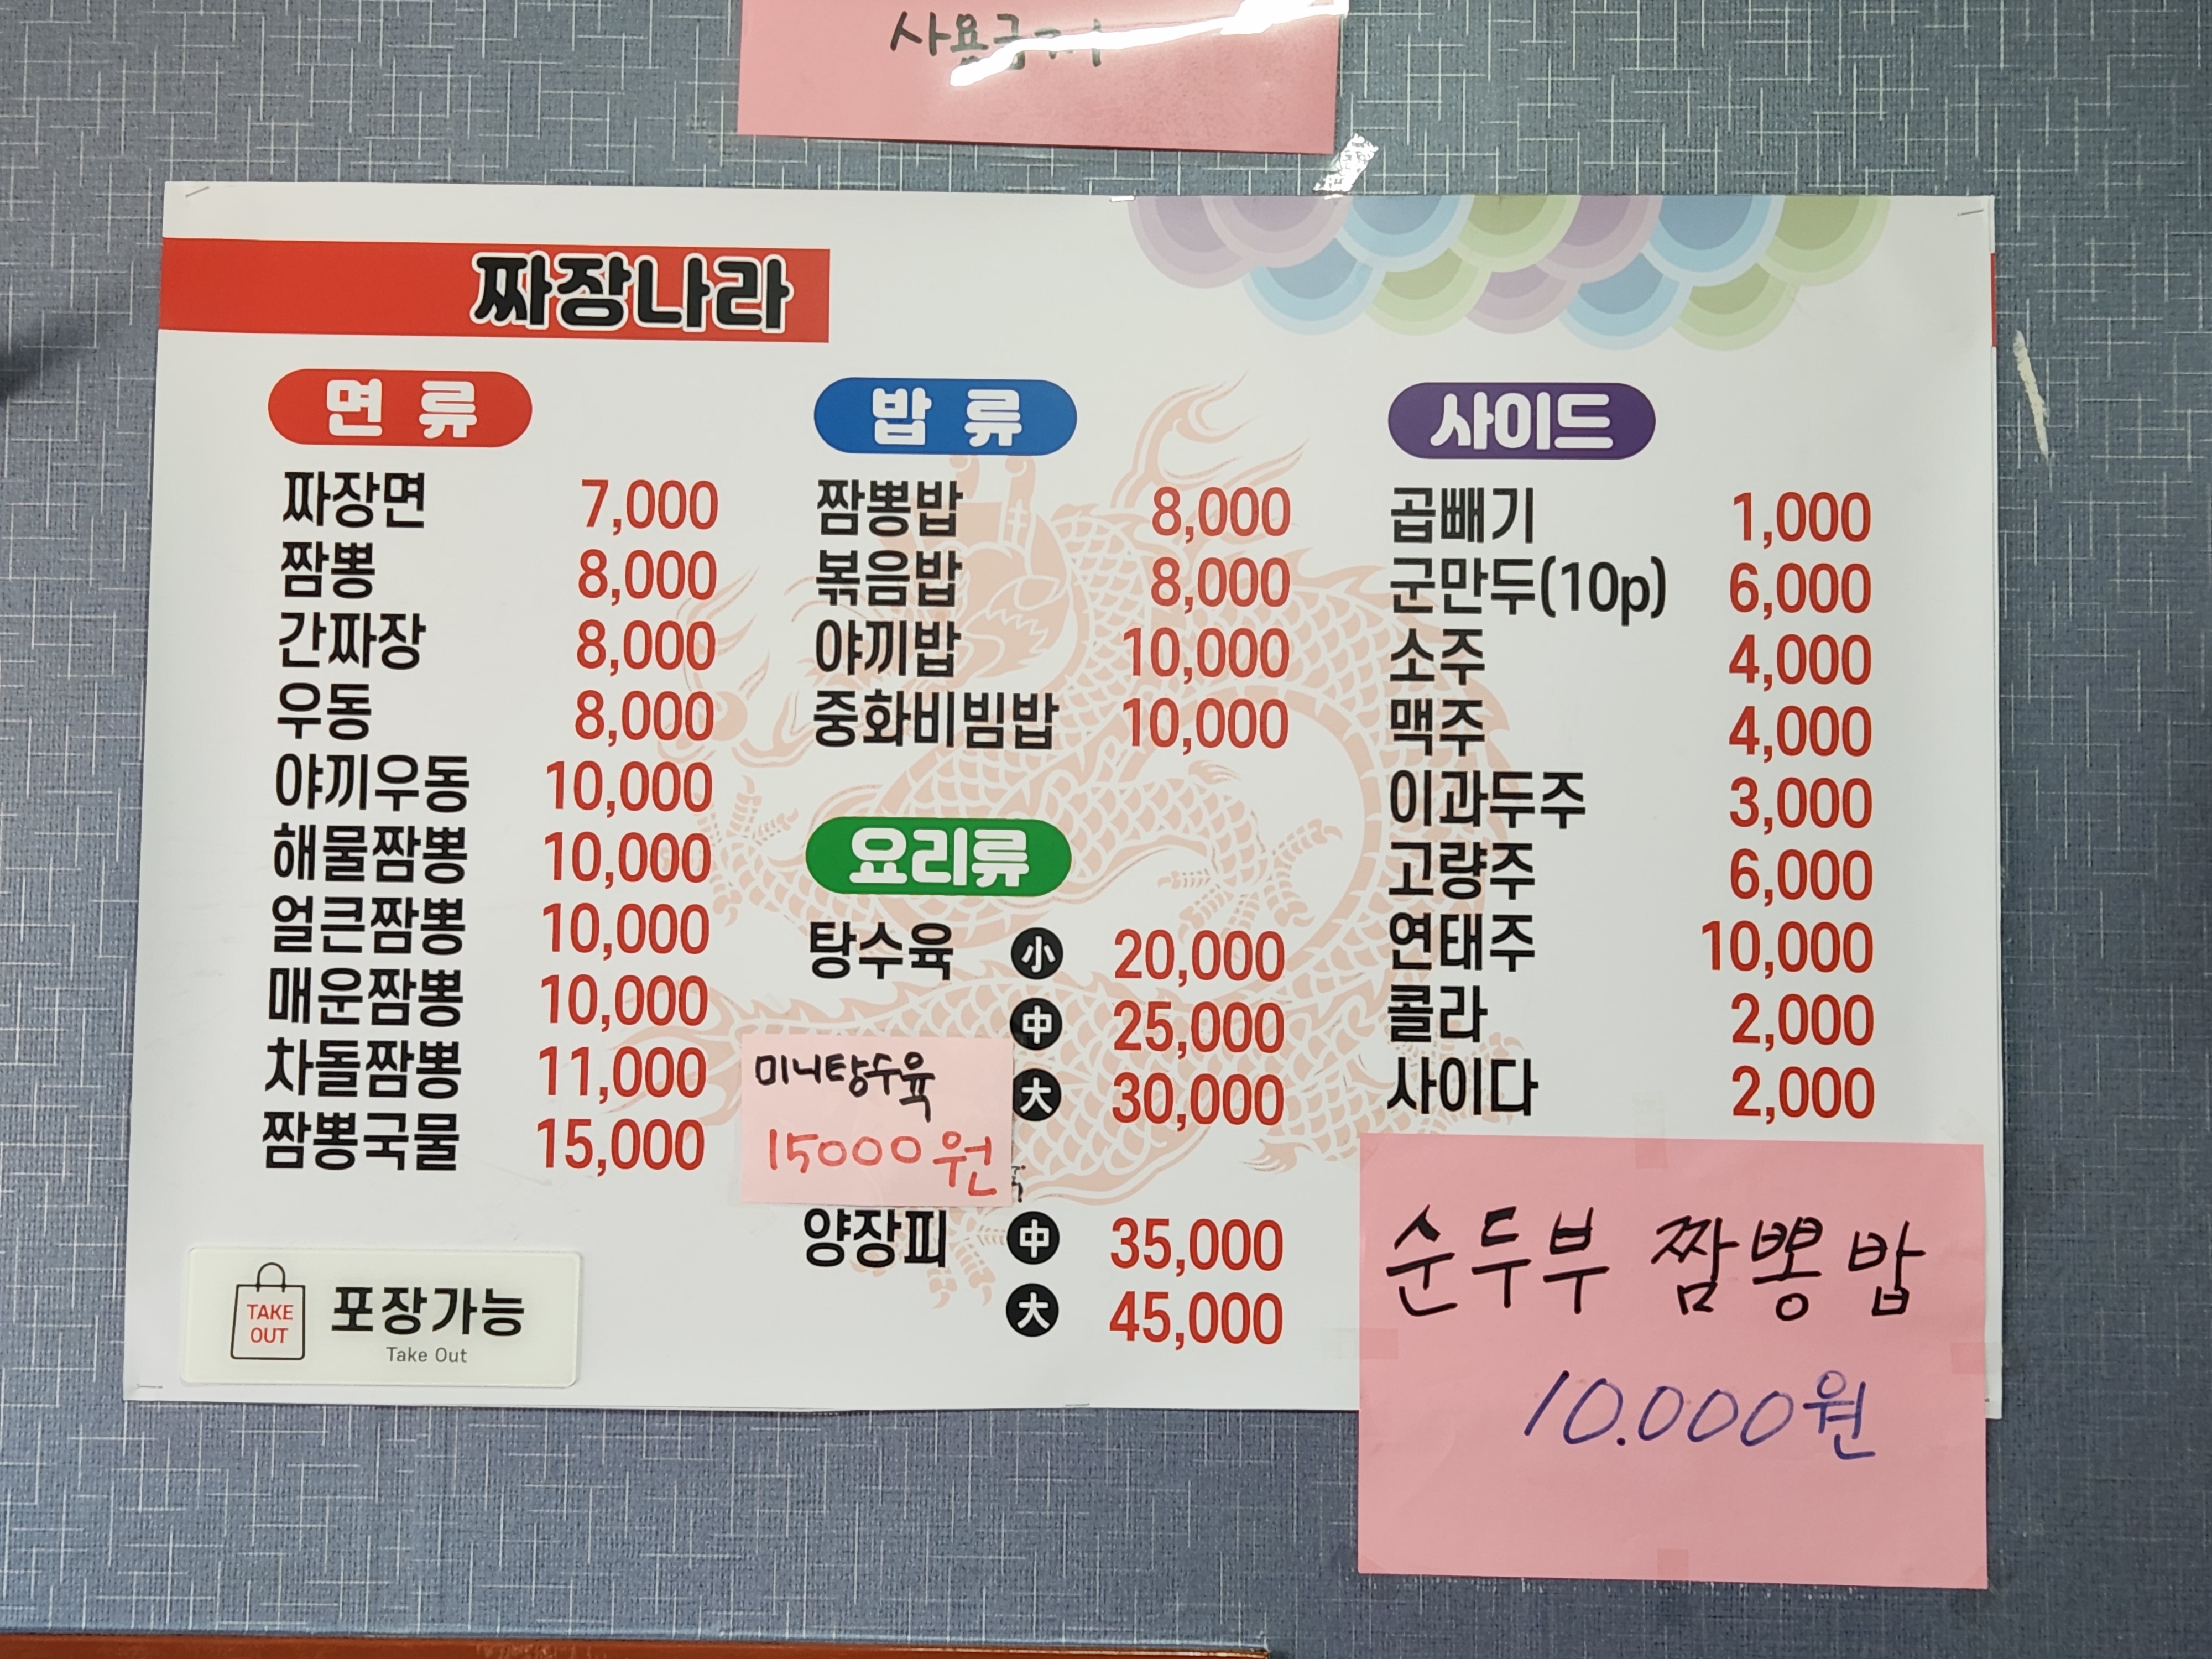 사용금지
짜장나라
면 류
짜장면 7,000
짬뽕 8,000
간짜장 8,000
우동 8,000
야끼우동 10,000
해물짬뽕 10,000
얼큰짬뽕 10,000
매운짬뽕 10,000
차돌짬뽕 11,000
짬뽕국물 15,000
TAKE
OUT
포장가능
Take Out
밥 류
짬뽕밥 8,000
볶음밥 8,000
야끼밥 10,000
중화비빔밥 10,000
요리류
탕수육 小 20,000
中 25,000
大 30,000
미니탕수육
15000원
양장피 中 35,000
大 45,000
사이드
곱빼기 1,000
군만두(10p) 6,000
소주 4,000
맥주 4,000
이과두주 3,000
고량주 6,000
연태주 10,000
콜라 2,000
사이다 2,000
순두부 짬뽕밥
10.000원